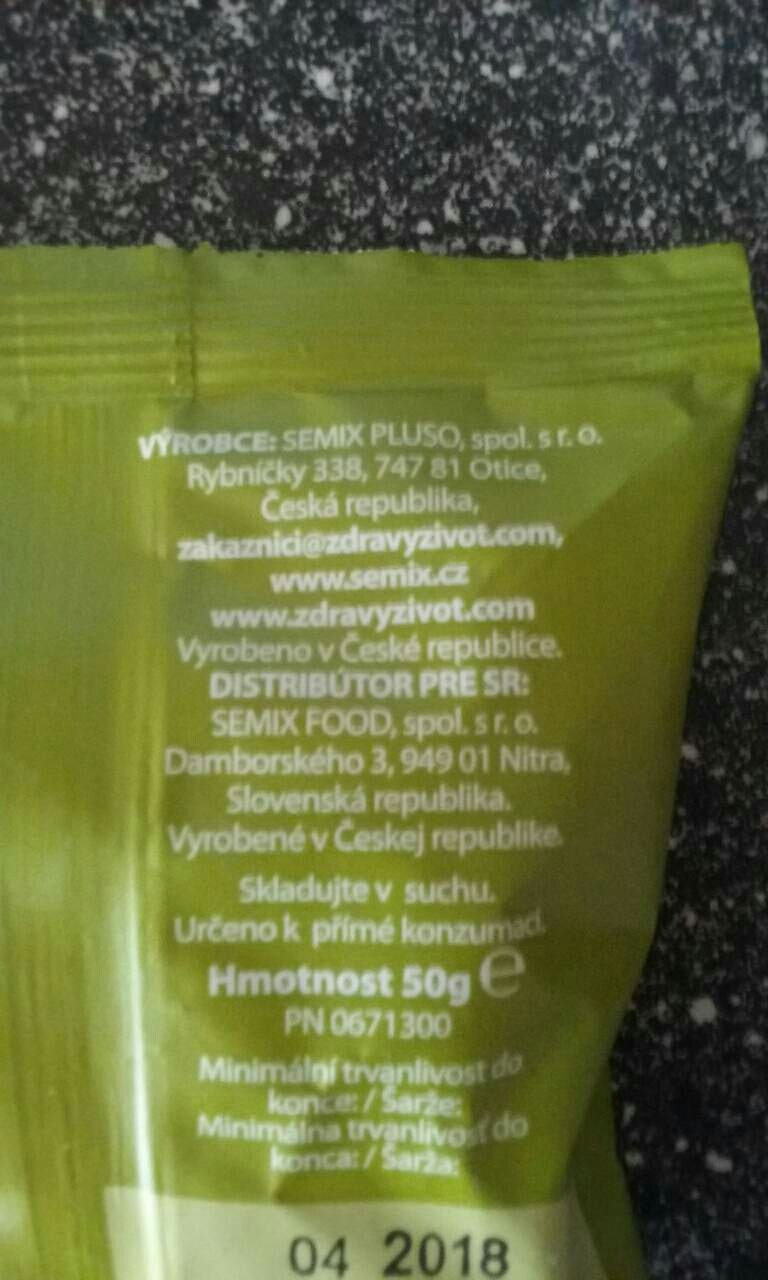 VÝROBCE: SEMIX PLUSO, spol. s r. o.
Rybníčky 338, 747 81 Otice,
Česká republika,
zakaznici@zdravyzivot.com,
www.semix.cz
www.zdravyzivot.com
Vyrobeno v České republice.
DISTRIBÚTOR PRE SR:
SEMIX FOOD, spol. s r. o.
Damborského 3, 949 01 Nitra,
Slovenská republika.
Vyrobené v Českej republike.
Skladujte v suchu.
Určeno k přímé konzumaci.
Hmotnost 50g ℮
PN 0671300
Minimální trvanlivost do
konce: / Šarže:
Minimálna trvanlivosť do
konca: / Šarža:
04 2018